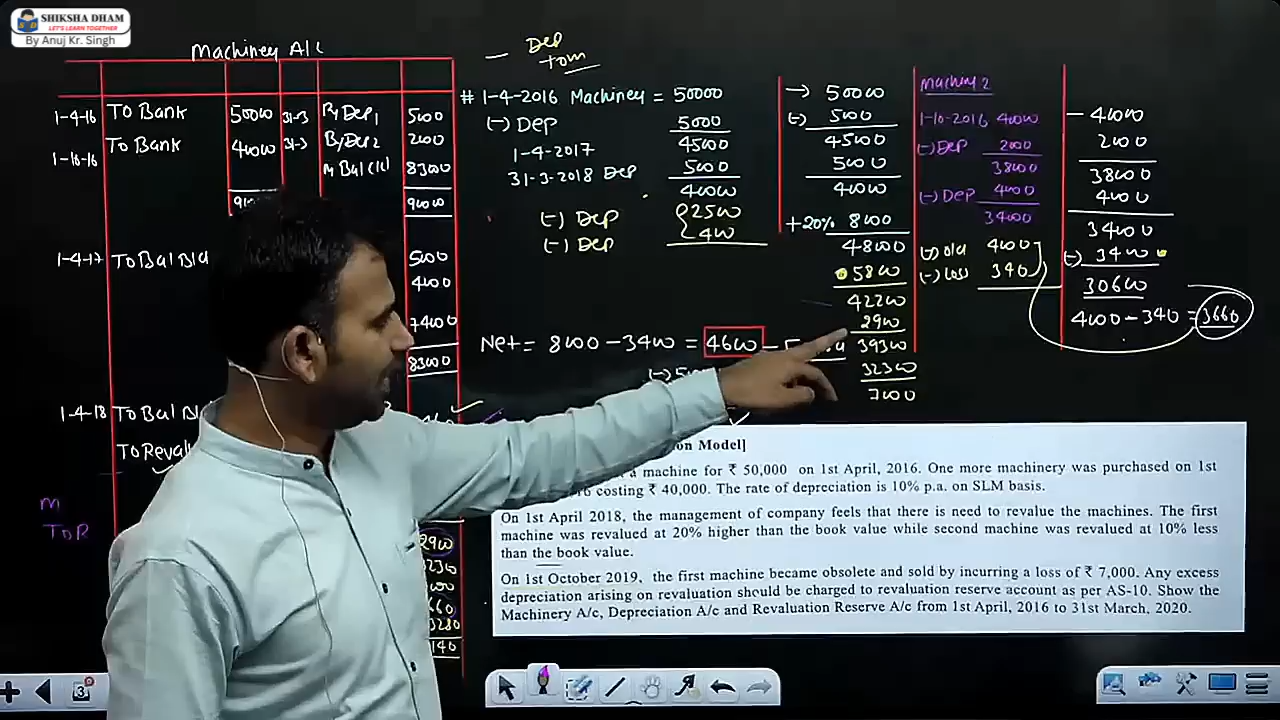 SHIKSHA DHAM
LET'S LEARN TOGETHER
By Anuj Kr. Singh
Machinery A/C
1-4-16 To Bank 50000 31-3 By Dep1 5000
1-10-16 To Bank 40000 31-3 By Dep2 2000
83000
90000
1-4-17 To Bal B/d 5000
4000
74000
83000
1-4-18 To Bal B/
To Reval
M
TOR
2900
3280
140
- Dep
# 1-4-2016 Machinery = 50000
(-) Dep 5000
1-4-2017 45000
31-3-2018 Dep 5000
40000
(-) Dep 2500
(-) Dep 400
Net = 8000 - 3400 = 4600
→ 50000
(-) 5000
45000
5000
40000
+20% 8000
48000
5800
42200
2900
39300
32300
7000
Machinery 2
1-10-2016 40000
(-) Dep 2000
38000
(-) Dep 4000
34000
(-) old 4000
(-) Loss 340
- 40000
2000
38000
4000
34000
(-) 3400
30600
4000 - 340 = 3660
on Model]
a machine for ₹ 50,000 on 1st April, 2016. One more machinery was purchased on 1st
costing ₹ 40,000. The rate of depreciation is 10% p.a. on SLM basis.
On 1st April 2018, the management of company feels that there is need to revalue the machines. The first
machine was revalued at 20% higher than the book value while second machine was revalued at 10% less
than the book value.
On 1st October 2019, the first machine became obsolete and sold by incurring a loss of ₹ 7,000. Any excess
depreciation arising on revaluation should be charged to revaluation reserve account as per AS-10. Show the
Machinery A/c, Depreciation A/c and Revaluation Reserve A/c from 1st April, 2016 to 31st March, 2020.
3